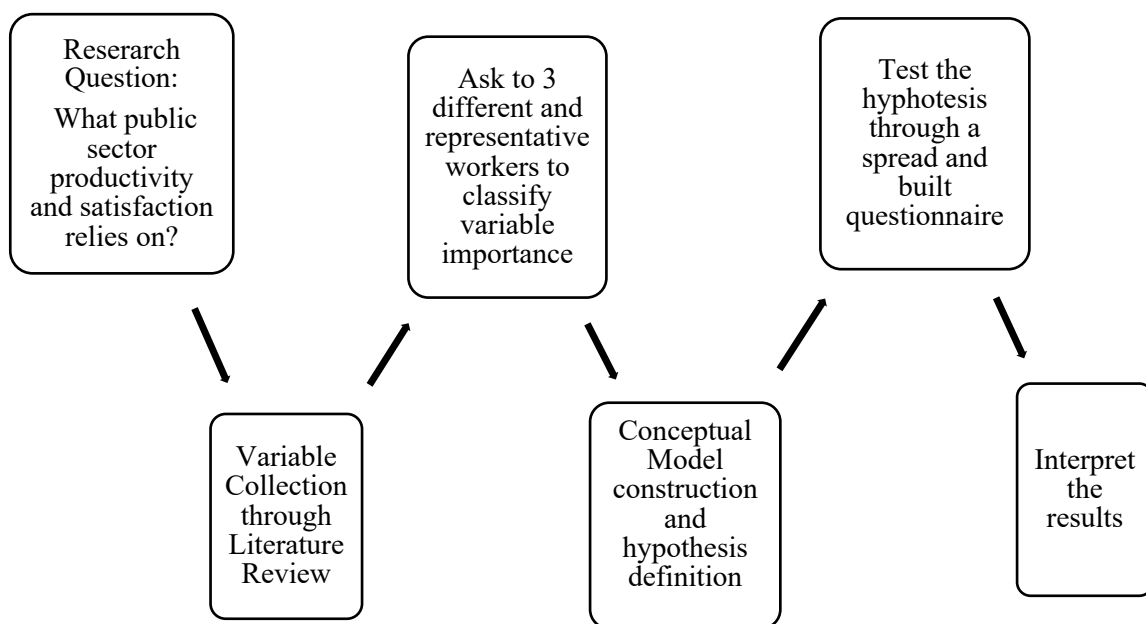 Reserarch
Question:
What public
sector
productivity
and satisfaction
relies on?
Variable
Collection
through
Literature
Review
Ask to 3
different and
representative
workers to
classify
variable
importance
Conceptual
Model
construction
and
hypothesis
definition
Test the
hyphotesis
through a
spread and
built
questionnaire
Interpret
the
results